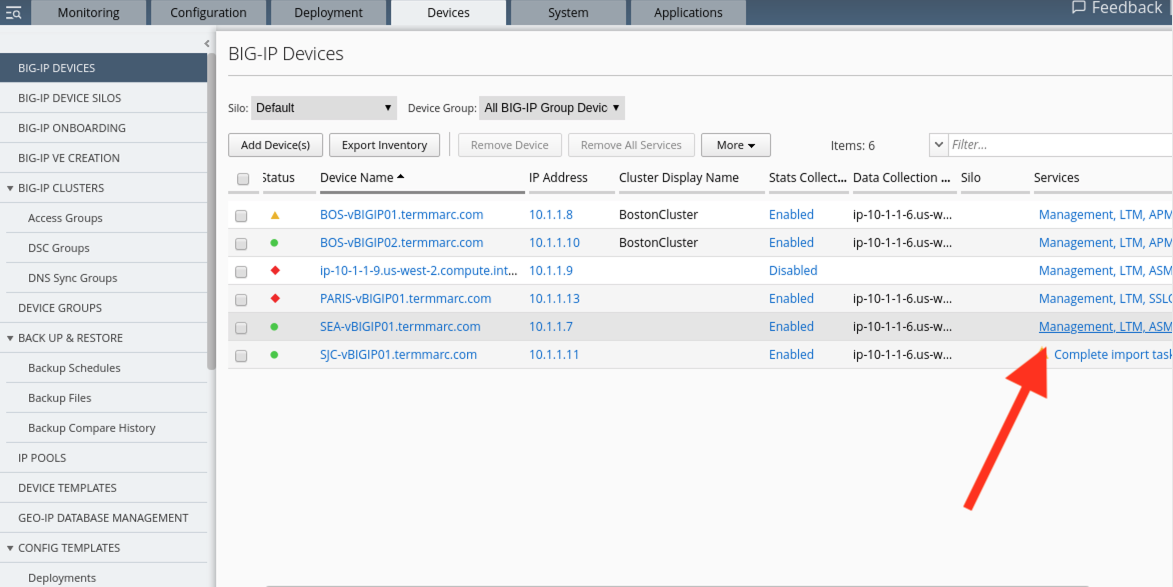 Monitoring Configuration Deployment Devices System Applications Feedback
BIG-IP DEVICES
BIG-IP DEVICE SILOS
BIG-IP ONBOARDING
BIG-IP VE CREATION
BIG-IP CLUSTERS
Access Groups
DSC Groups
DNS Sync Groups
DEVICE GROUPS
BACK UP & RESTORE
Backup Schedules
Backup Files
Backup Compare History
IP POOLS
DEVICE TEMPLATES
GEO-IP DATABASE MANAGEMENT
CONFIG TEMPLATES
Deployments
BIG-IP Devices
Silo: Default Device Group: All BIG-IP Group Devic
Add Device(s) Export Inventory Remove Device Remove All Services More Items: 6 Filter...
Status Device Name IP Address Cluster Display Name Stats Collect... Data Collection ... Silo Services
BOS-vBIGIP01.termmarc.com 10.1.1.8 BostonCluster Enabled ip-10-1-1-6.us-w... Management, LTM, APM
BOS-vBIGIP02.termmarc.com 10.1.1.10 BostonCluster Enabled ip-10-1-1-6.us-w... Management, LTM, APM
ip-10-1-1-9.us-west-2.compute.int... 10.1.1.9 Disabled Management, LTM, ASM
PARIS-vBIGIP01.termmarc.com 10.1.1.13 Enabled ip-10-1-1-6.us-w... Management, LTM, SSLO
SEA-vBIGIP01.termmarc.com 10.1.1.7 Enabled ip-10-1-1-6.us-w... Management, LTM, ASM
SJC-vBIGIP01.termmarc.com 10.1.1.11 Enabled ip-10-1-1-6.us-w... Complete import task